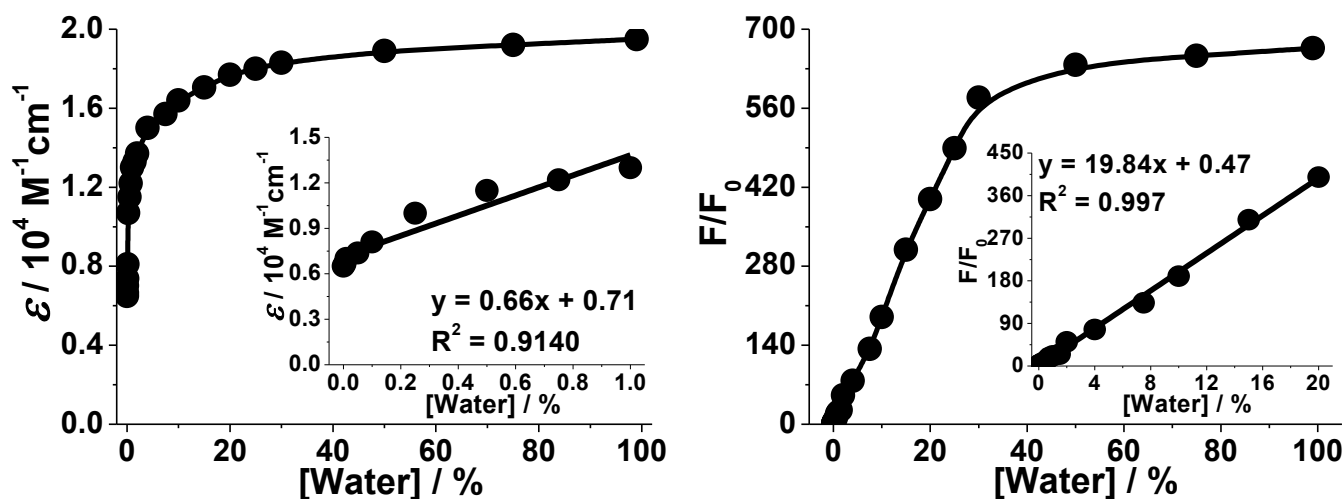 2.0
1.6
1.2
0.8
0.4
0.0
ε / 10⁴ M⁻¹cm⁻¹
0 20 40 60 80 100
[Water] / %
1.5
1.2
0.9
0.6
0.3
0.0
ε / 10⁴ M⁻¹cm⁻¹
y = 0.66x + 0.71
R² = 0.9140
0.0 0.2 0.4 0.6 0.8 1.0
[Water] / %
700
560
420
280
140
0
F/F₀
0 20 40 60 80 100
[Water] / %
450
360
270
180
90
0
F/F₀
y = 19.84x + 0.47
R² = 0.997
0 4 8 12 16 20
[Water] / %